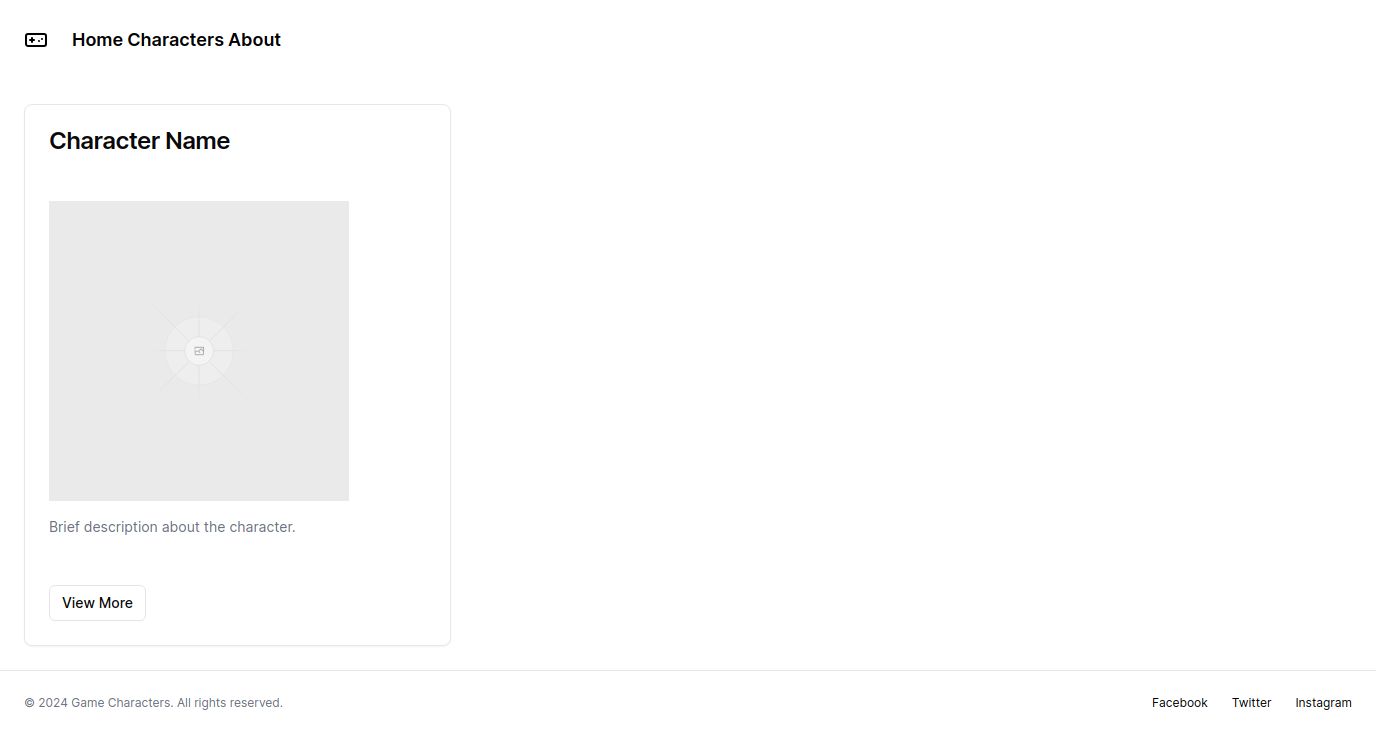 Home Characters About
Character Name
Brief description about the character.
View More
© 2024 Game Characters. All rights reserved.
Facebook Twitter Instagram